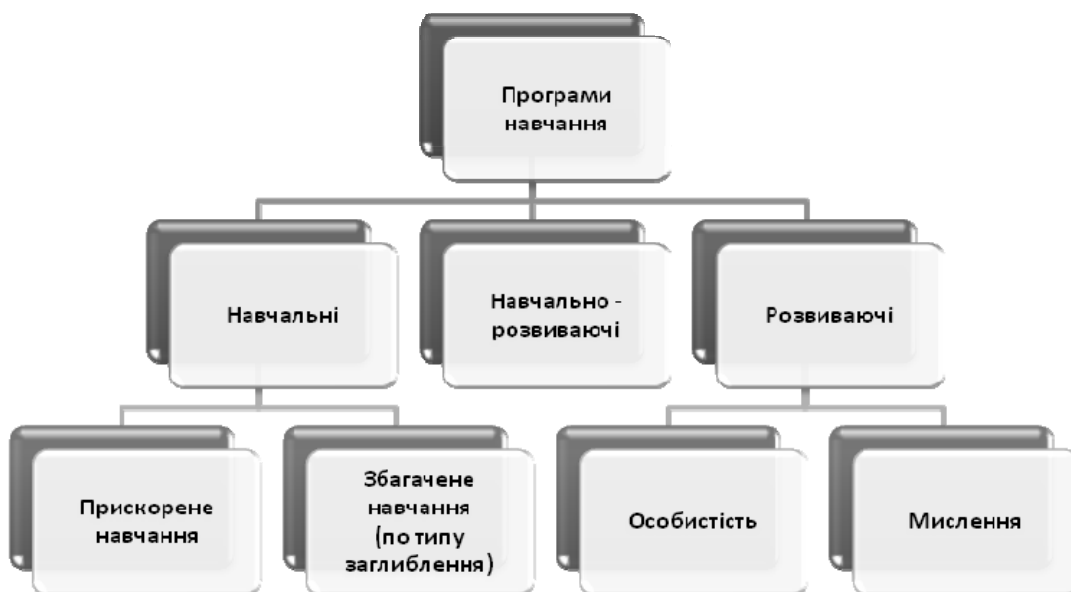 Програми
навчання
Навчальні
Навчально -
розвиваючі
Розвиваючі
Прискорене
навчання
Збагачене
навчання
(по типу
заглиблення)
Особистість
Мислення